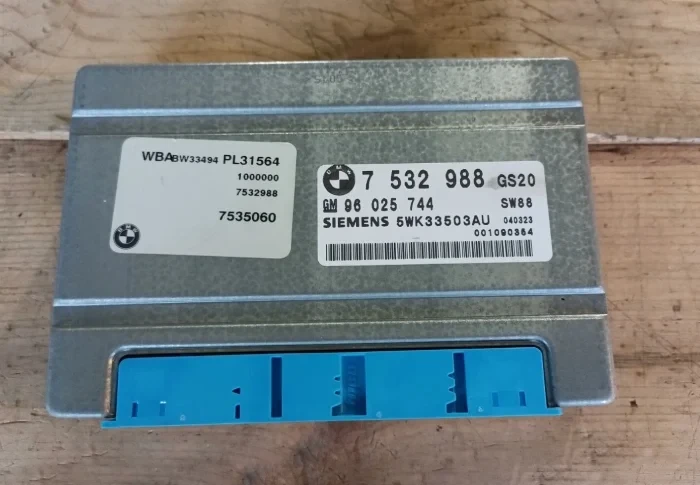 WBABW33494 PL31564
1000000
7532988
7535060
7 532 988 GS20
GM 96 025 744 SW88
SIEMENS 5WK33503AU 040323
001090364